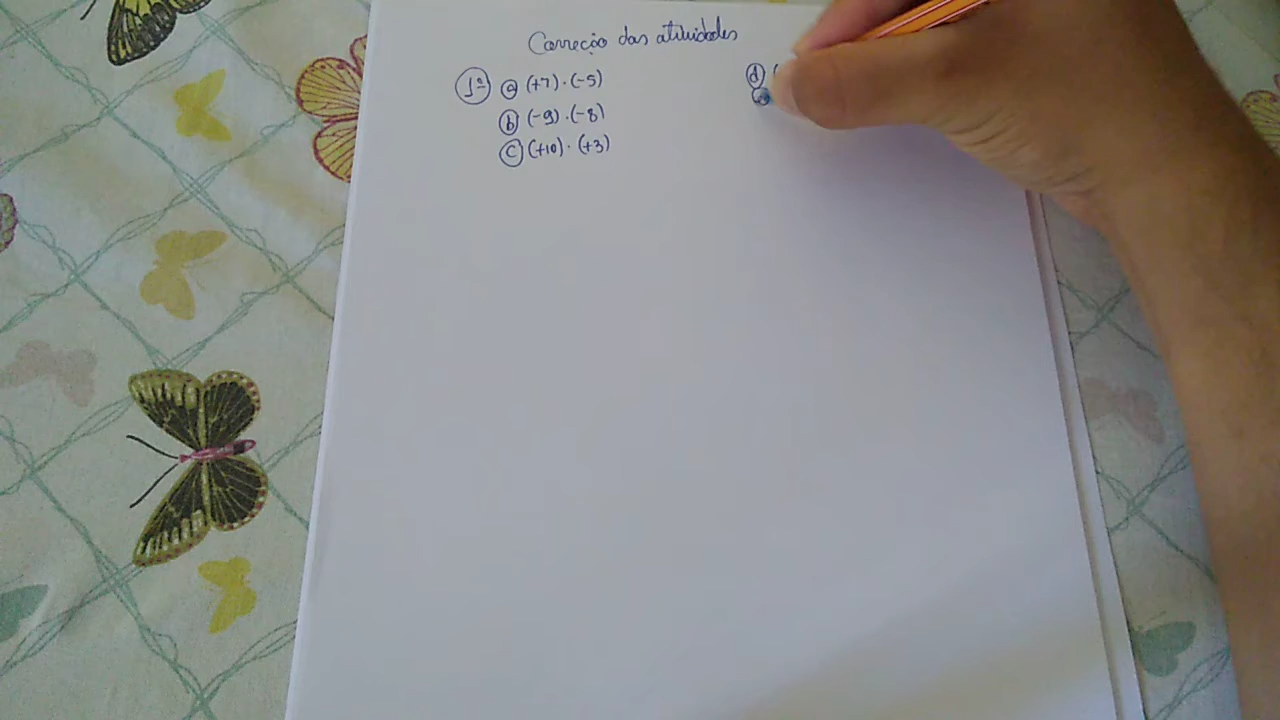 Correção das atividades
1º a (+7) . (-5)
b (-9) . (-8)
c (+10) . (+3)
d (